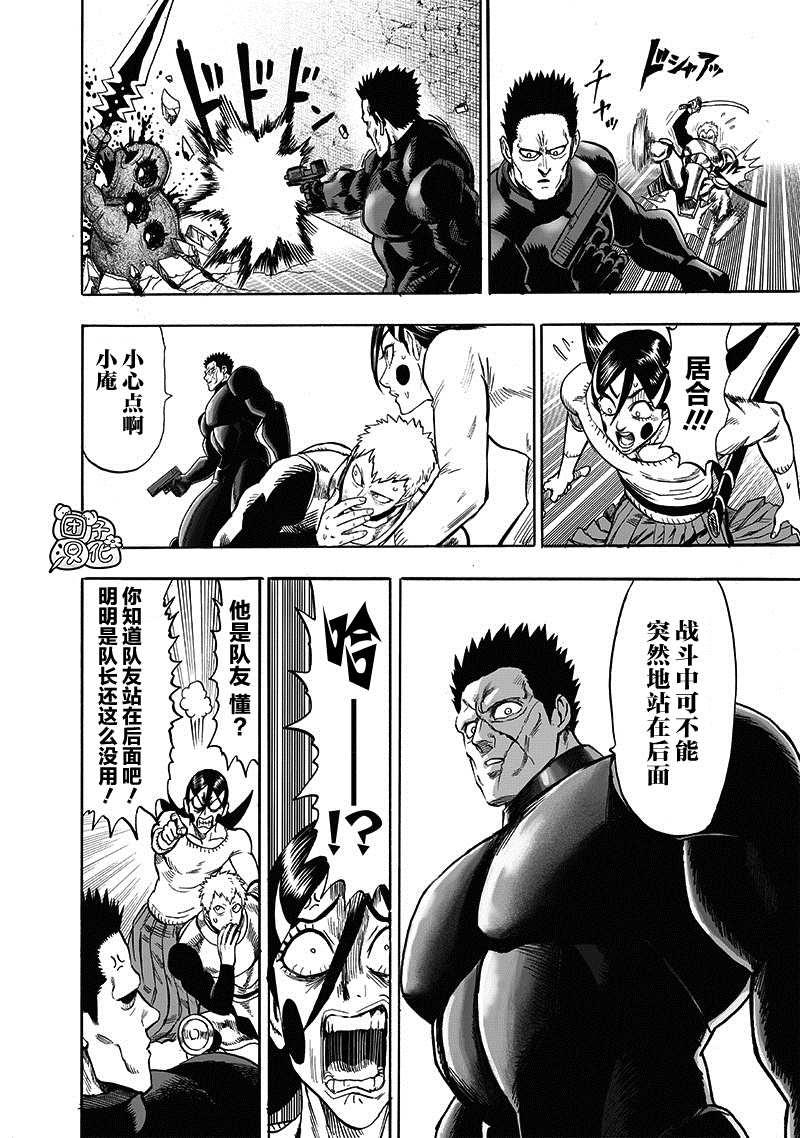 ドシャアッ
チャッ
ドドドド
居合!!!
小心点啊
小庵
战斗中可不能
突然地站在后面
哈——!?
他是队友 懂?
你知道队友站在后面吧!
明明是队长还这么没用!
团子
汉化